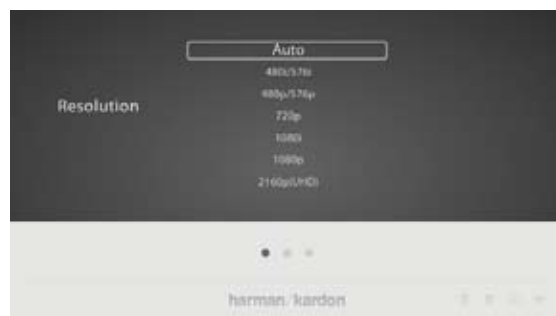 Auto
480i/576i
Resolution
480p/576p
720p
1080i
1080p
2160p(UHD)
harman/kardon